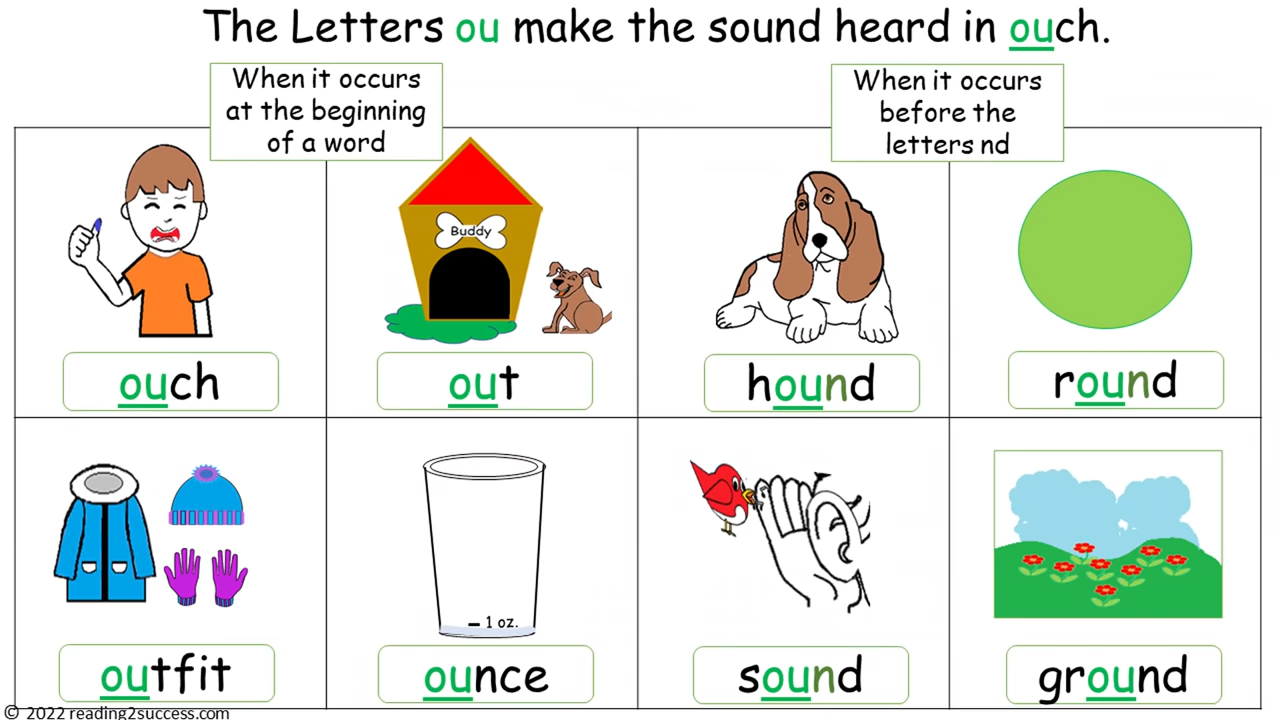 The Letters ou make the sound heard in ouch.
When it occurs
at the beginning
of a word
When it occurs
before the
letters nd
Buddy
ouch
out
hound
round
1 oz.
outfit
ounce
sound
ground
© 2022 reading2success.com